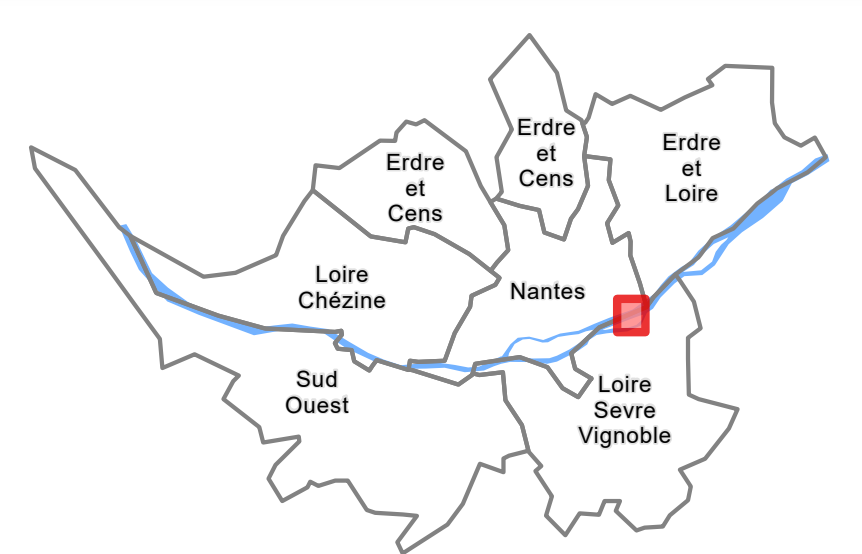 Erdre
et
Cens
Erdre
et
Loire
Erdre
et
Cens
Loire
Chézine
Nantes
Sud
Ouest
Loire
Sevre
Vignoble